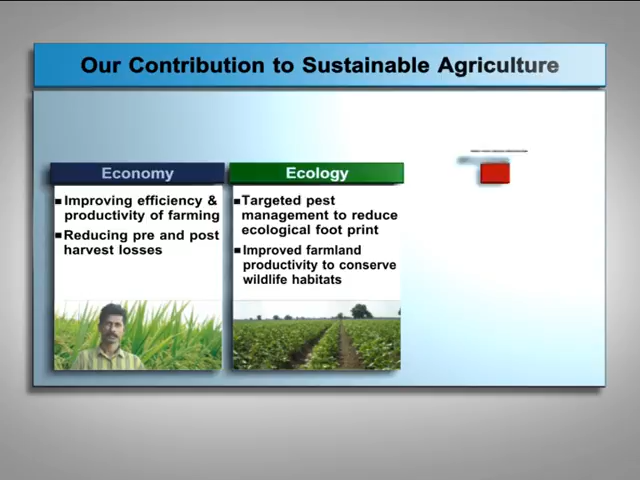 Our Contribution to Sustainable Agriculture
Economy
Improving efficiency &
productivity of farming
Reducing pre and post
harvest losses
Ecology
Targeted pest
management to reduce
ecological foot print
Improved farmland
productivity to conserve
wildlife habitats